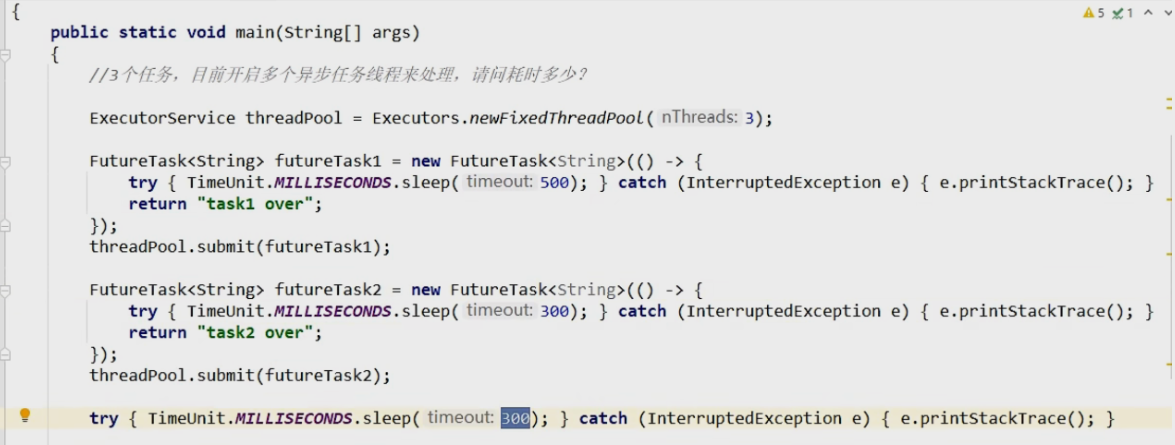 {
5 1
public static void main(String[] args)
{
//3个任务，目前开启多个异步任务线程来处理，请问耗时多少？
ExecutorService threadPool = Executors.newFixedThreadPool( nThreads: 3);
FutureTask<String> futureTask1 = new FutureTask<String>(() -> {
try { TimeUnit.MILLISECONDS.sleep( timeout: 500); } catch (InterruptedException e) { e.printStackTrace(); }
return "task1 over";
});
threadPool.submit(futureTask1);
FutureTask<String> futureTask2 = new FutureTask<String>(() -> {
try { TimeUnit.MILLISECONDS.sleep( timeout: 300); } catch (InterruptedException e) { e.printStackTrace(); }
return "task2 over";
});
threadPool.submit(futureTask2);
try { TimeUnit.MILLISECONDS.sleep( timeout: 300); } catch (InterruptedException e) { e.printStackTrace(); }